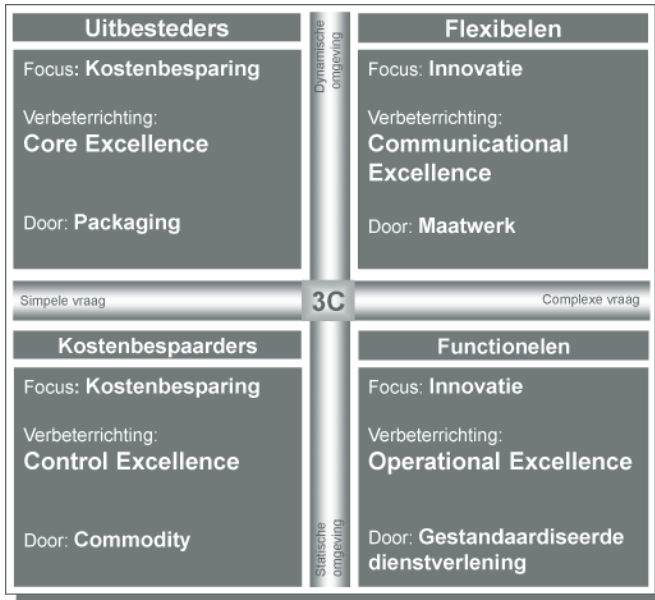 Uitbesteders
Focus: Kostenbesparing
Verbeterrichting:
Core Excellence
Door: Packaging
Dynamische
omgeving
Flexibelen
Focus: Innovatie
Verbeterrichting:
Communicational
Excellence
Door: Maatwerk
Simpele vraag
3C
Complexe vraag
Kostenbespaarders
Focus: Kostenbesparing
Verbeterrichting:
Control Excellence
Door: Commodity
Statische
omgeving
Functionelen
Focus: Innovatie
Verbeterrichting:
Operational Excellence
Door: Gestandaardiseerde
dienstverlening